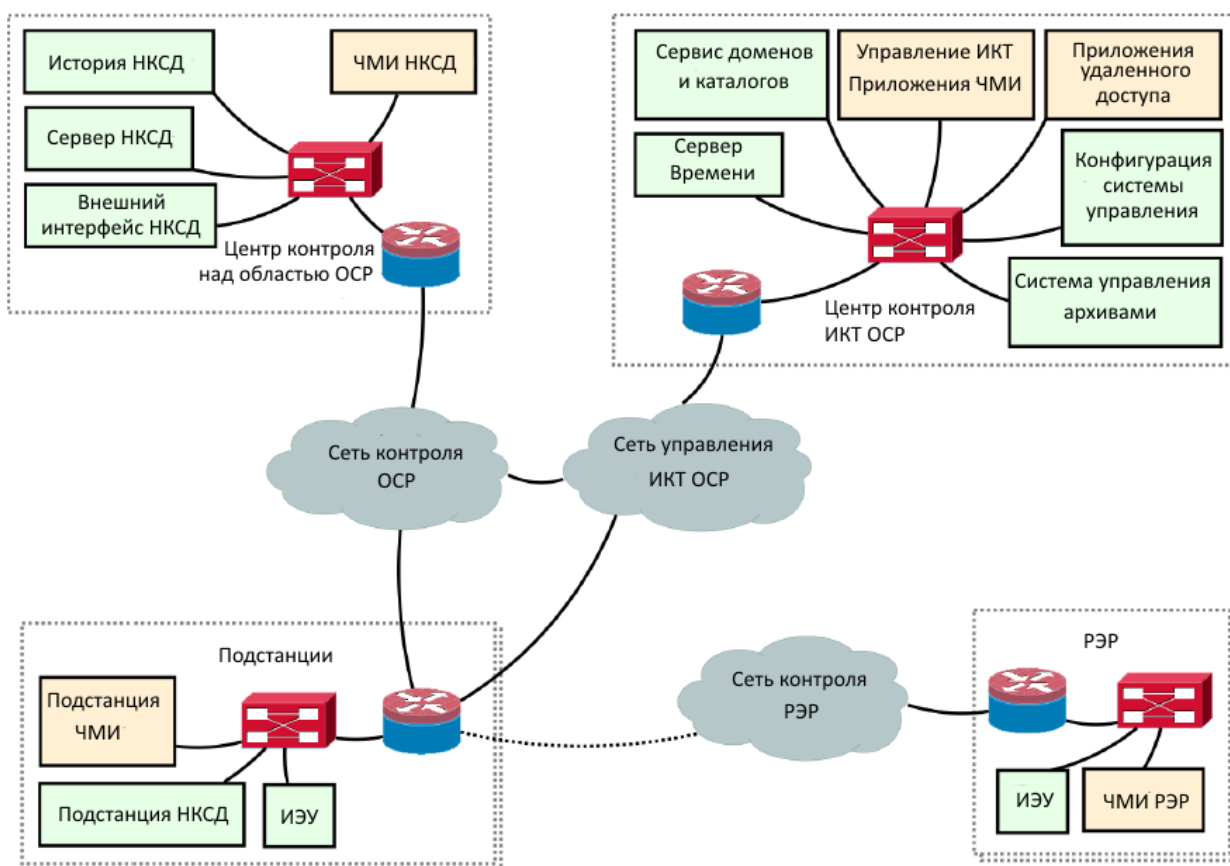 История НКСД
ЧМИ НКСД
Сервер НКСД
Внешний
интерфейс НКСД
Центр контроля
над областью ОСР
Сервис доменов
и каталогов
Управление ИКТ
Приложения ЧМИ
Приложения
удаленного
доступа
Сервер
Времени
Конфигурация
системы
управления
Система управления
архивами
Центр контроля
ИКТ ОСР
Сеть контроля
ОСР
Сеть управления
ИКТ ОСР
Подстанции
Подстанция
ЧМИ
Подстанция НКСД
ИЭУ
Сеть контроля
РЭР
РЭР
ИЭУ
ЧМИ РЭР